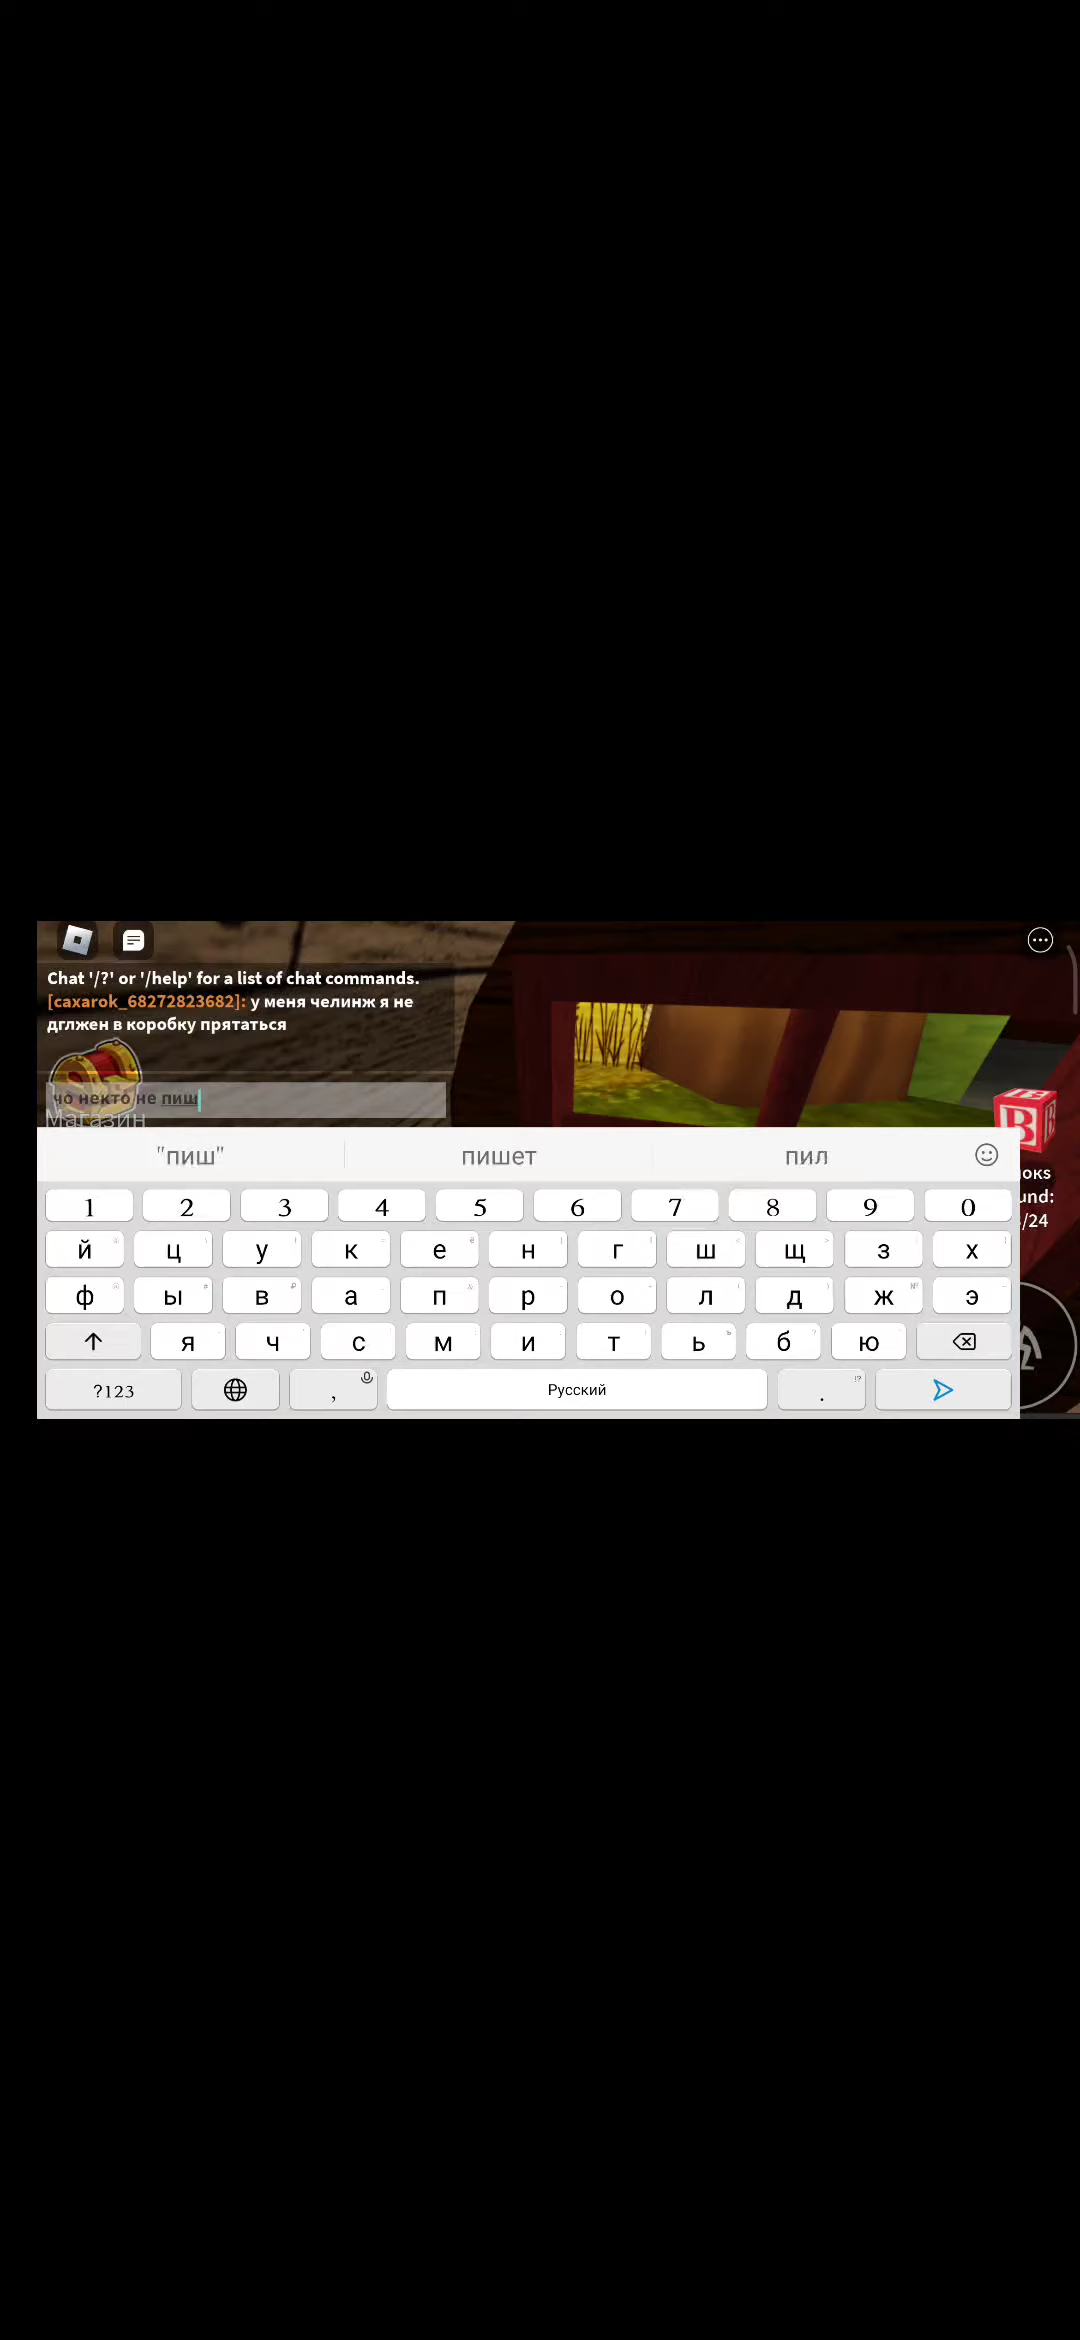 Chat '/?' or '/help' for a list of chat commands.
[caxarok_68272823682]: у меня челинж я не
дглжен в коробку прятаться
чо некто не пиш
Магазин
B
/24
"пиш" пишет пил
1 2 3 4 5 6 7 8 9 0
й ц у к е н г ш щ з х
ф ы в а п р о л д ж э
я ч с м и т ь б ю
?123 , Русский . !?